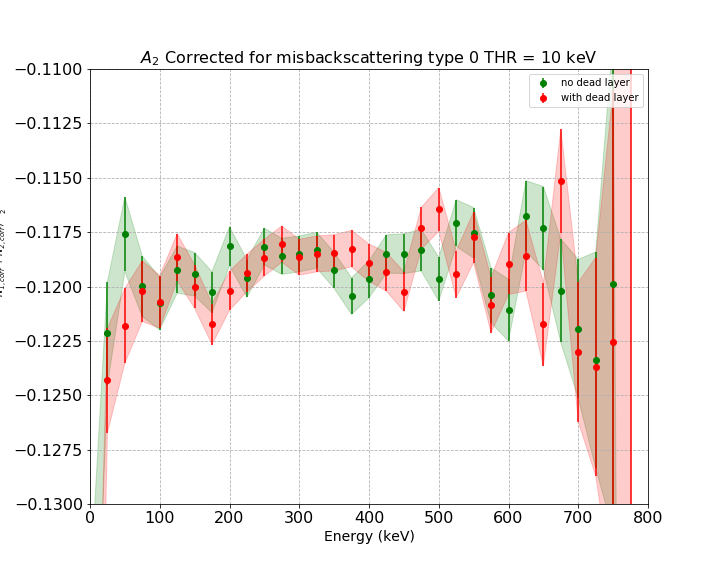 $A_2$ Corrected for misbackscattering type 0 THR = 10 keV
no dead layer
with dead layer
−0.1100
−0.1125
−0.1150
−0.1175
−0.1200
−0.1225
−0.1250
−0.1275
−0.1300
0 100 200 300 400 500 600 700 800
Energy (keV)